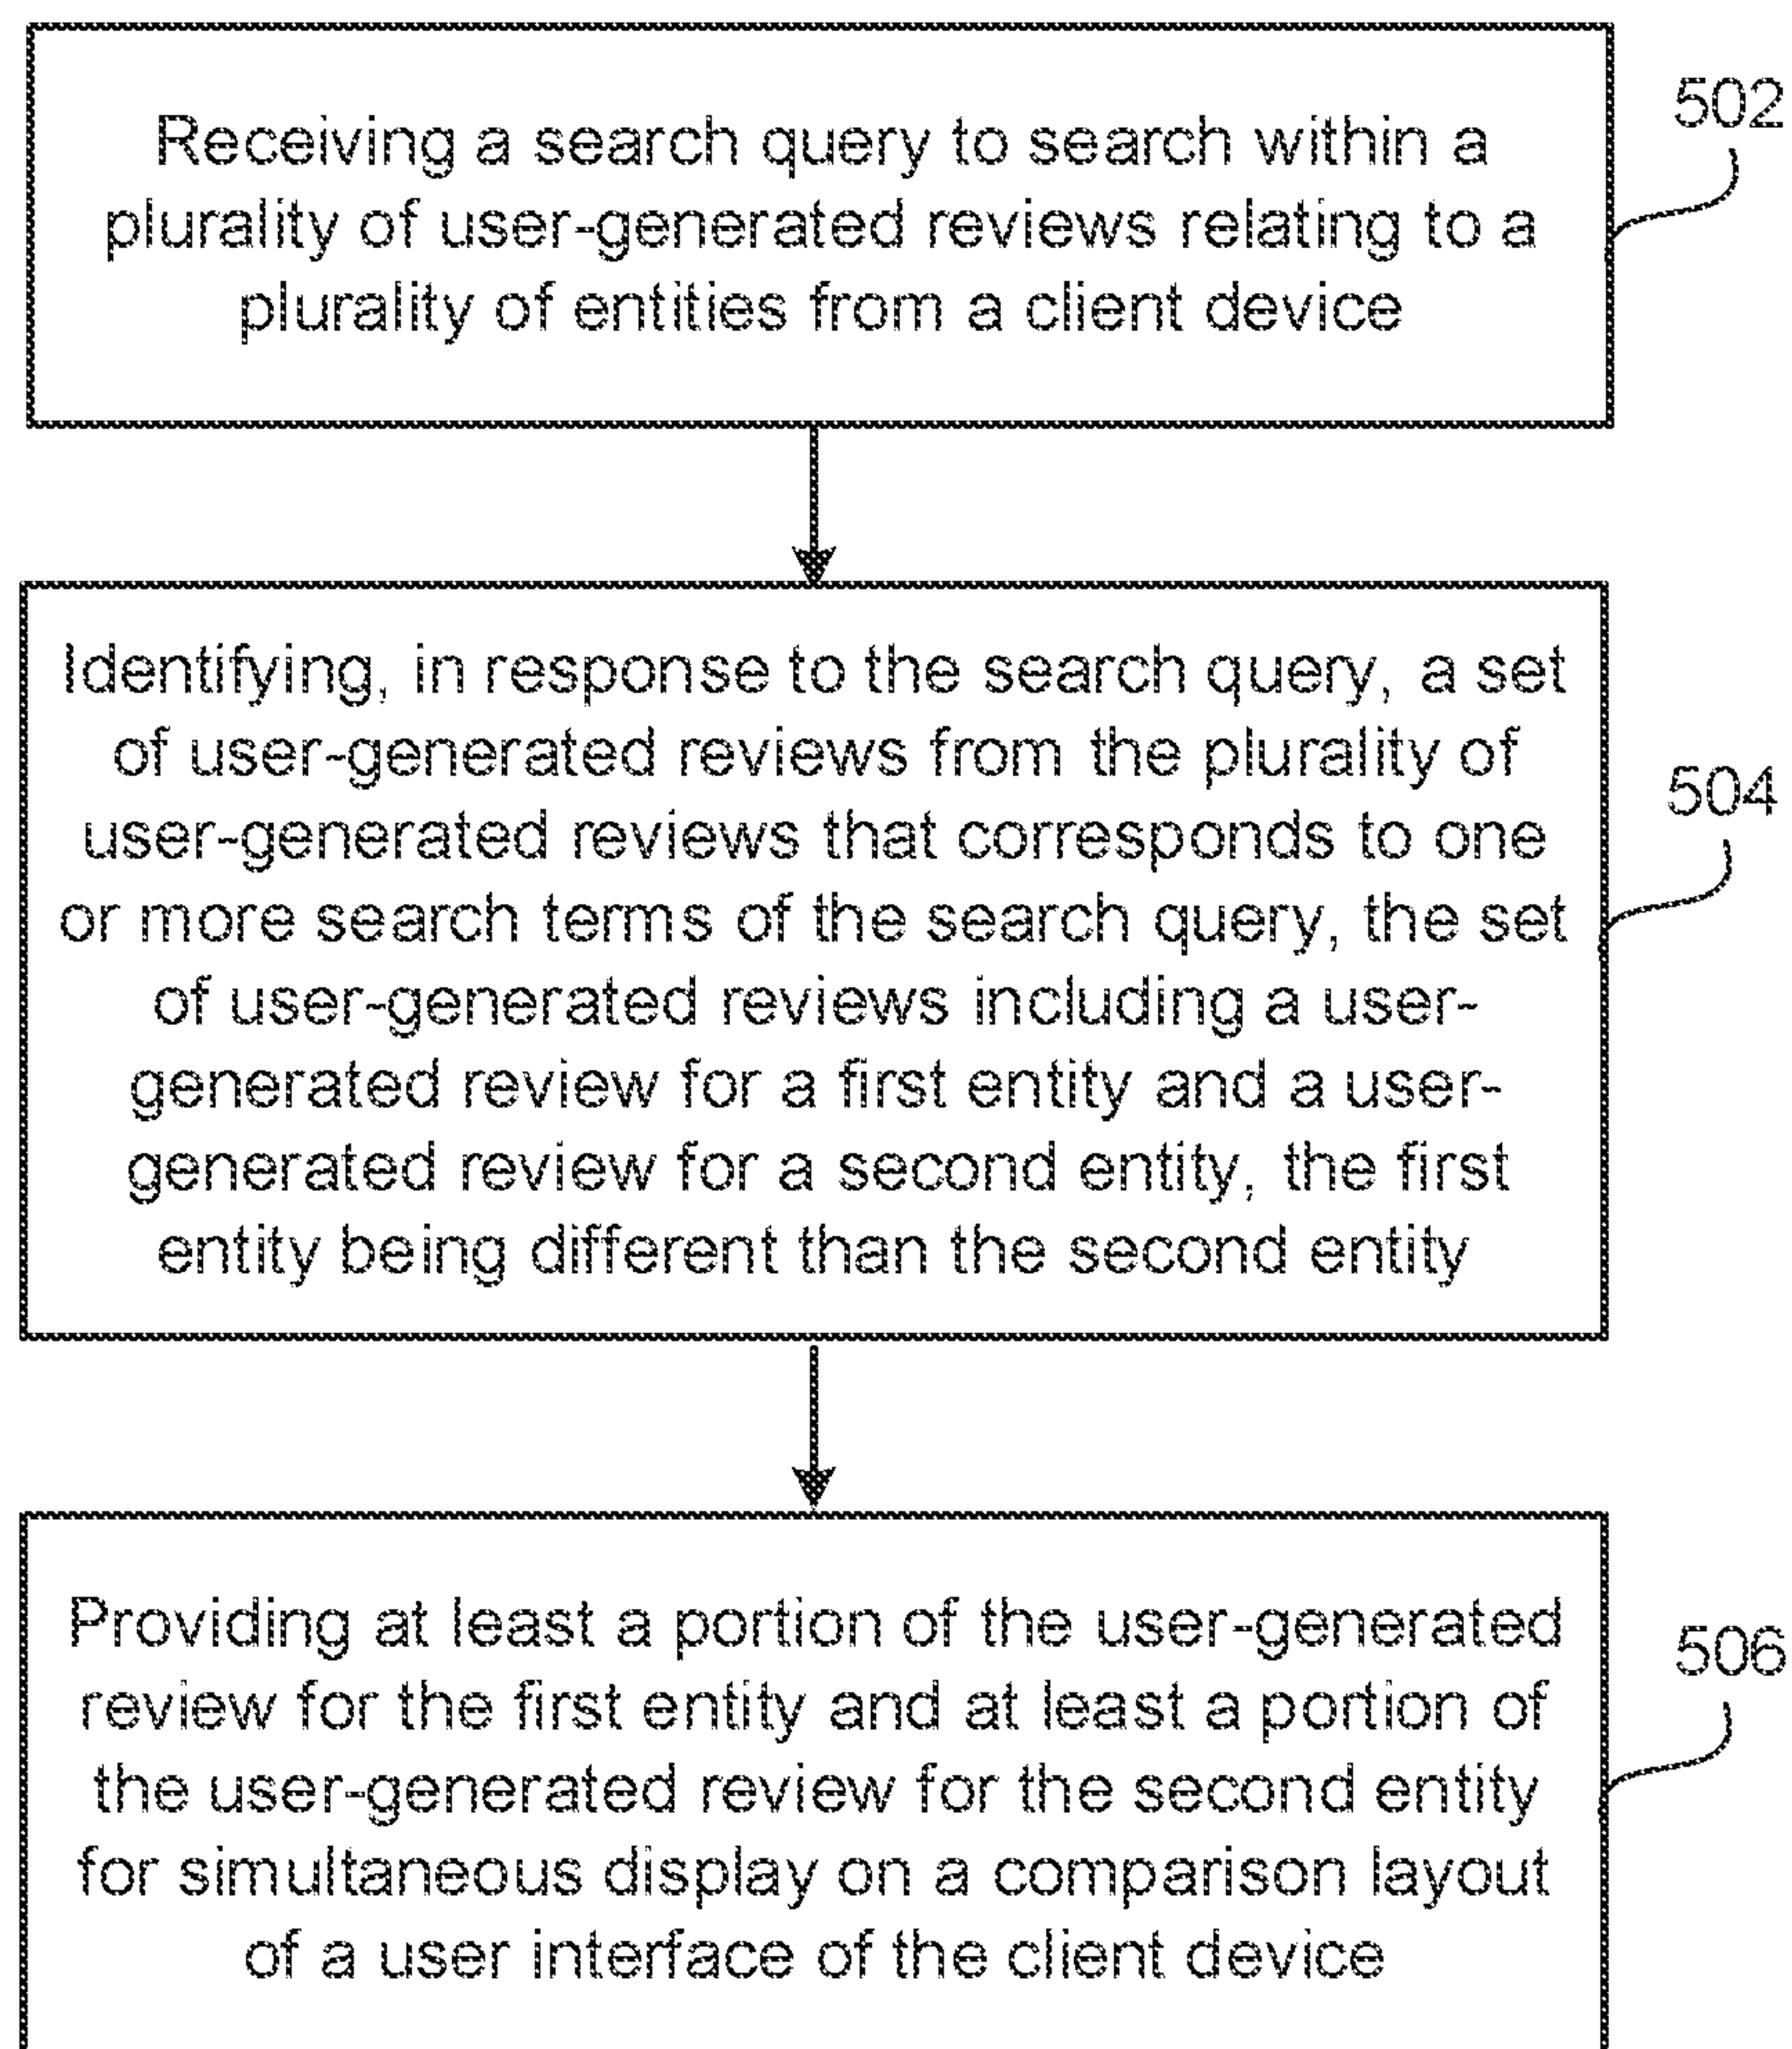 Receiving a search query to search within a
plurality of user-generated reviews relating to a
plurality of entities from a client device
502
Identifying, in response to the search query, a set
of user-generated reviews from the plurality of
user-generated reviews that corresponds to one
or more search terms of the search query, the set
of user-generated reviews including a user-
generated review for a first entity and a user-
generated review for a second entity, the first
entity being different than the second entity
504
Providing at least a portion of the user-generated
review for the first entity and at least a portion of
the user-generated review for the second entity
for simultaneous display on a comparison layout
of a user interface of the client device
506